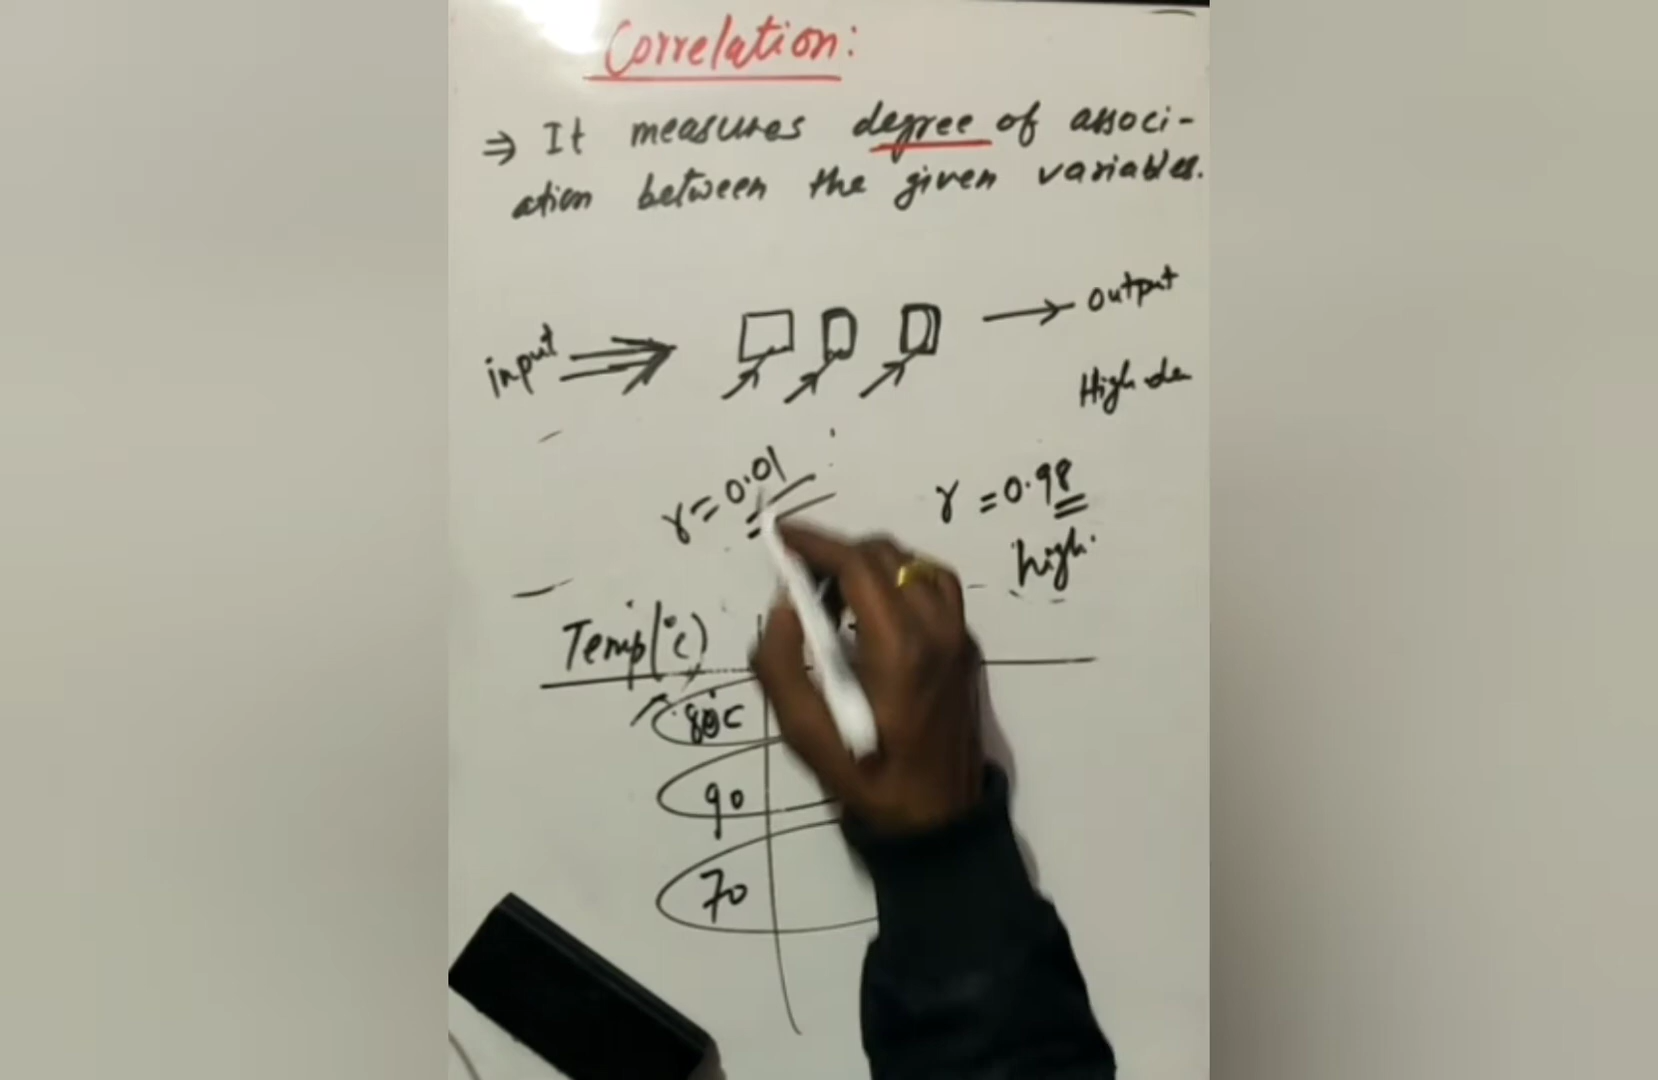 Correlation:
⇒ It measures degree of associ-
ation between the given variables.
input
output
High de
r = 0.01
r = 0.98
high.
Temp(°c)
80°c
90
70